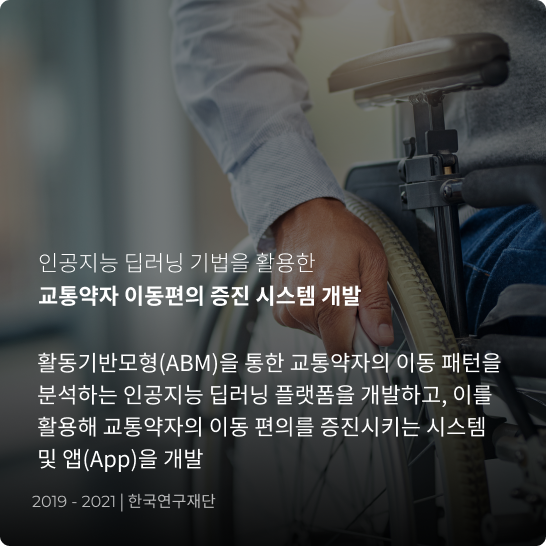 인공지능 딥러닝 기법을 활용한
교통약자 이동편의 증진 시스템 개발
활동기반모형(ABM)을 통한 교통약자의 이동 패턴을
분석하는 인공지능 딥러닝 플랫폼을 개발하고, 이를
활용해 교통약자의 이동 편의를 증진시키는 시스템
및 앱(App)을 개발
2019 - 2021 | 한국연구재단